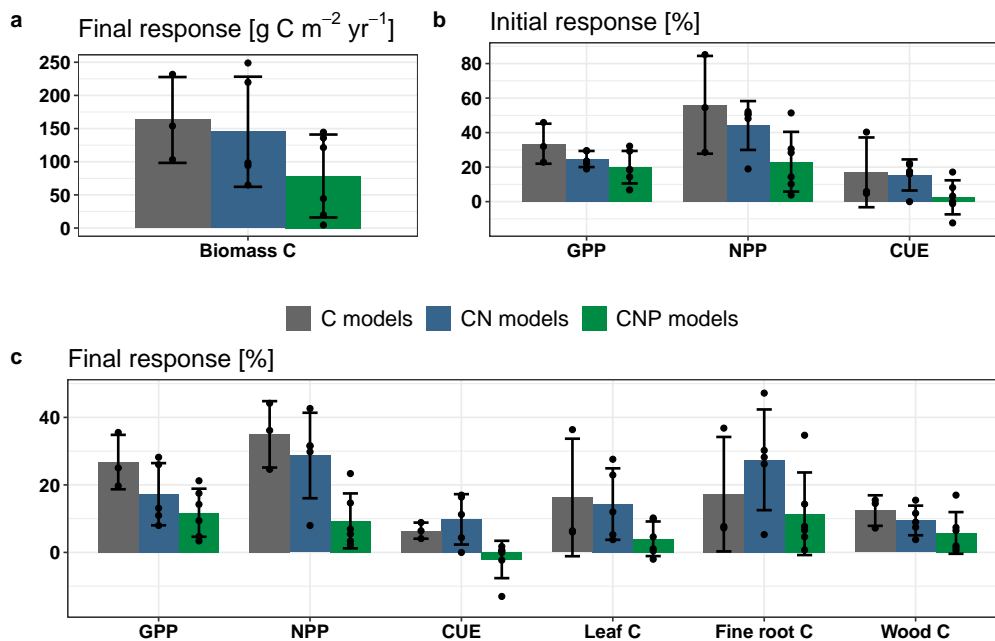 a
Final response [g C m⁻² yr⁻¹]
250
200
150
100
50
0
Biomass C
b
Initial response [%]
80
60
40
20
0
GPP NPP CUE
C models CN models CNP models
c
Final response [%]
40
20
0
GPP NPP CUE Leaf C Fine root C Wood C